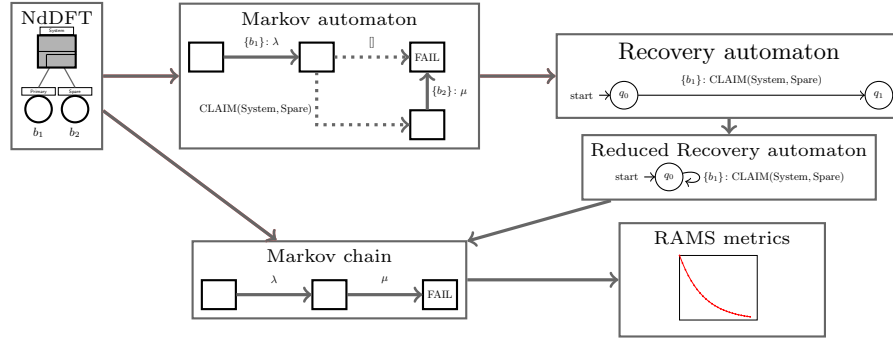 NdDFT
System
Primary
Spare
b₁
b₂
Markov automaton
{b₁}: λ
[]
FAIL
CLAIM(System, Spare)
{b₂}: μ
Recovery automaton
start
q₀
{b₁}: CLAIM(System, Spare)
q₁
Reduced Recovery automaton
start
q₀
{b₁}: CLAIM(System, Spare)
Markov chain
λ
μ
FAIL
RAMS metrics